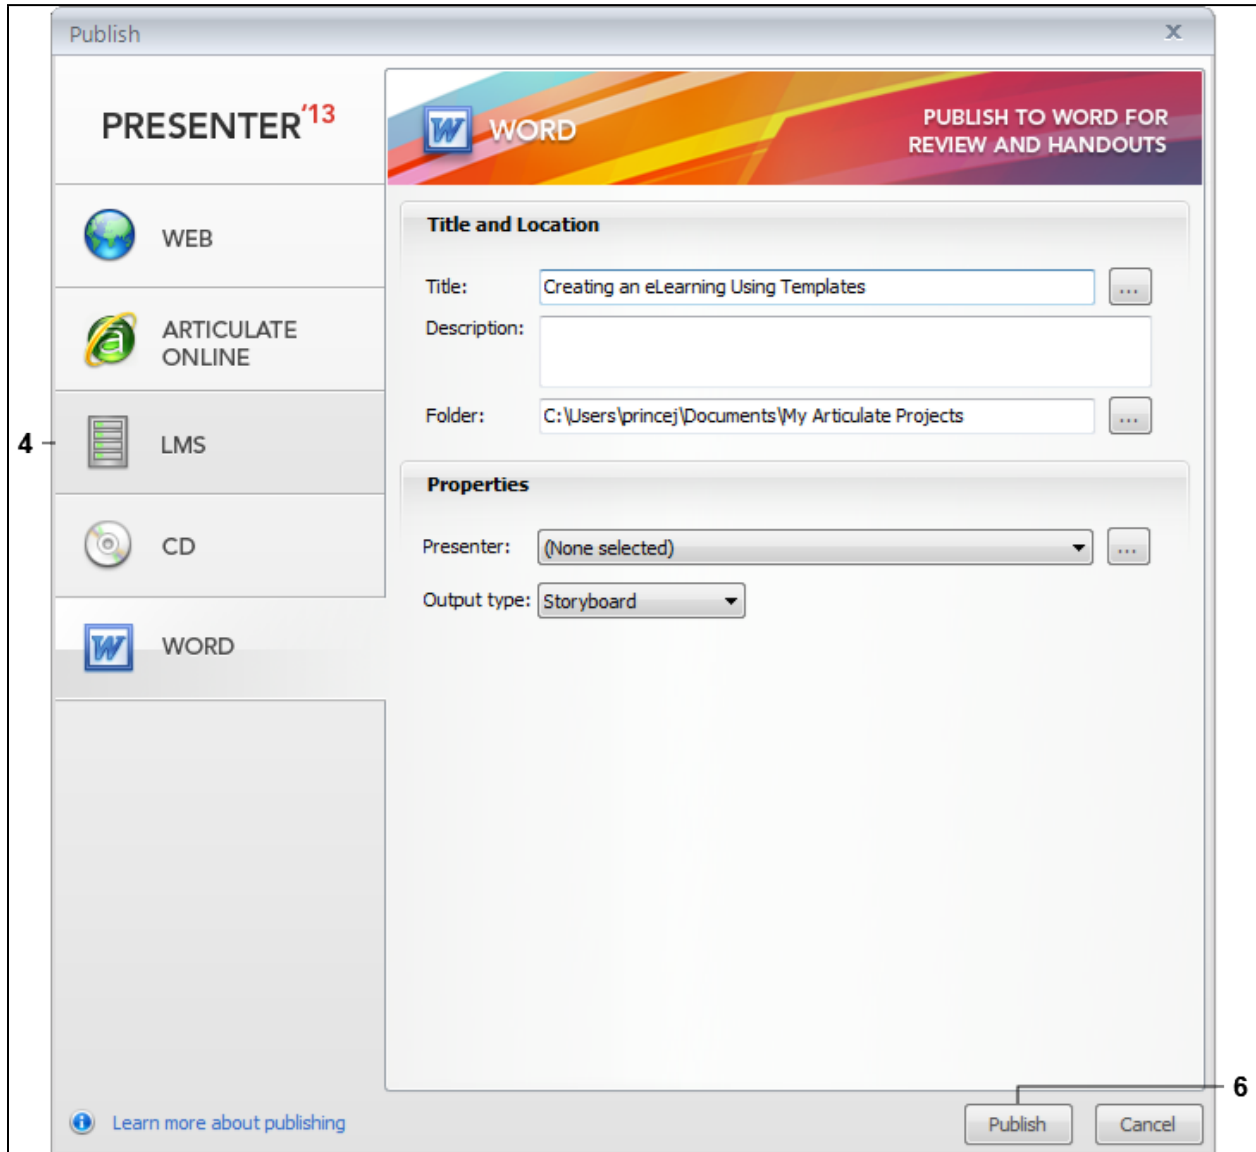 Publish
X
PRESENTER'13
WORD
PUBLISH TO WORD FOR
REVIEW AND HANDOUTS
WEB
ARTICULATE
ONLINE
4
LMS
CD
WORD
Title and Location
Title: Creating an eLearning Using Templates ...
Description:
Folder: C:\Users\princej\Documents\My Articulate Projects ...
Properties
Presenter: (None selected) ...
Output type: Storyboard
6
Learn more about publishing
Publish Cancel